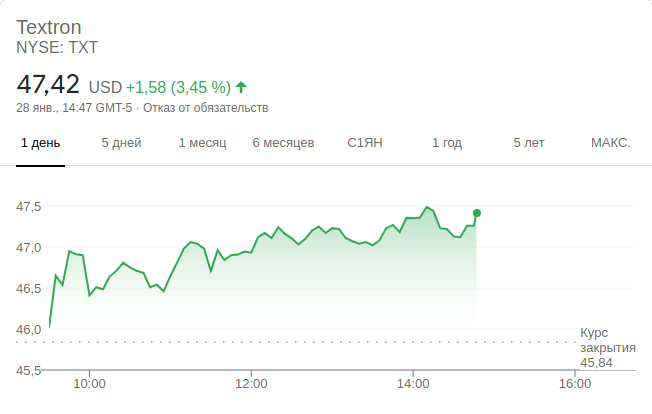 Textron
NYSE: TXT
47,42 USD +1,58 (3,45 %)
28 янв., 14:47 GMT-5 · Отказ от обязательств
1 день 5 дней 1 месяц 6 месяцев С1ЯН 1 год 5 лет МАКС.
47,5
47,0
46,5
46,0
Курс
закрытия
45,84
45,5
10:00 12:00 14:00 16:00